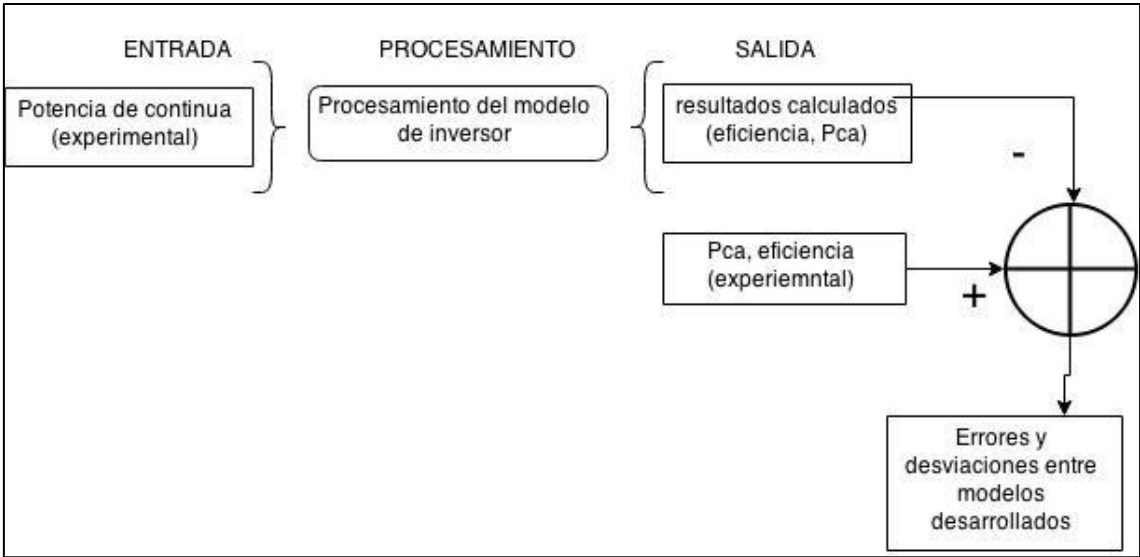 ENTRADA
PROCESAMIENTO
SALIDA
Potencia de continua
(experimental)
Procesamiento del modelo
de inversor
resultados calculados
(eficiencia, Pca)
-
Pca, eficiencia
(experiemntal)
+
Errores y
desviaciones entre
modelos
desarrollados